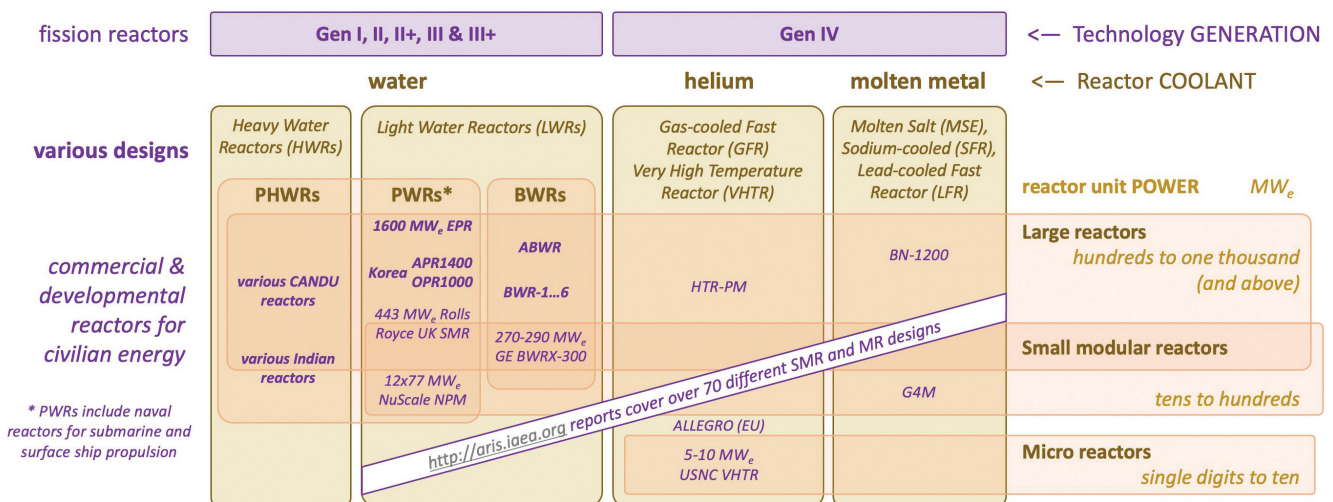 fission reactors
Gen I, II, II+, III & III+
Gen IV
<— Technology GENERATION
water
helium
molten metal
<— Reactor COOLANT
various designs
Heavy Water
Reactors (HWRs)
Light Water Reactors (LWRs)
Gas-cooled Fast
Reactor (GFR)
Very High Temperature
Reactor (VHTR)
Molten Salt (MSE),
Sodium-cooled (SFR),
Lead-cooled Fast
Reactor (LFR)
reactor unit POWER MWe
PHWRs
PWRs*
BWRs
commercial &
developmental
reactors for
civilian energy
various CANDU
reactors
various Indian
reactors
1600 MWe EPR
Korea APR1400
OPR1000
443 MWe Rolls
Royce UK SMR
12x77 MWe
NuScale NPM
ABWR
BWR-1...6
270-290 MWe
GE BWRX-300
HTR-PM
BN-1200
G4M
ALLEGRO (EU)
5-10 MWe
USNC VHTR
Large reactors
hundreds to one thousand
(and above)
Small modular reactors
tens to hundreds
Micro reactors
single digits to ten
http://aris.iaea.org reports cover over 70 different SMR and MR designs
* PWRs include naval
reactors for submarine and
surface ship propulsion